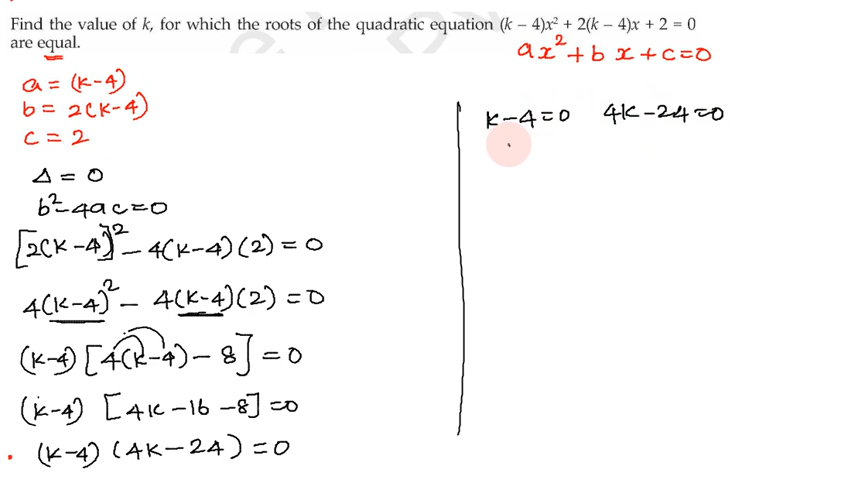 Find the value of k, for which the roots of the quadratic equation (k – 4)x² + 2(k – 4)x + 2 = 0
are equal.
ax² + bx + c = 0
a = (k-4)
b = 2(k-4)
c = 2
Δ = 0
b² - 4ac = 0
[2(k-4)]² - 4(k-4)(2) = 0
4(k-4)² - 4(k-4)(2) = 0
(k-4) [4(k-4) - 8] = 0
(k-4) [4k - 16 - 8] = 0
(k-4) (4k - 24) = 0
k-4=0 4k-24=0